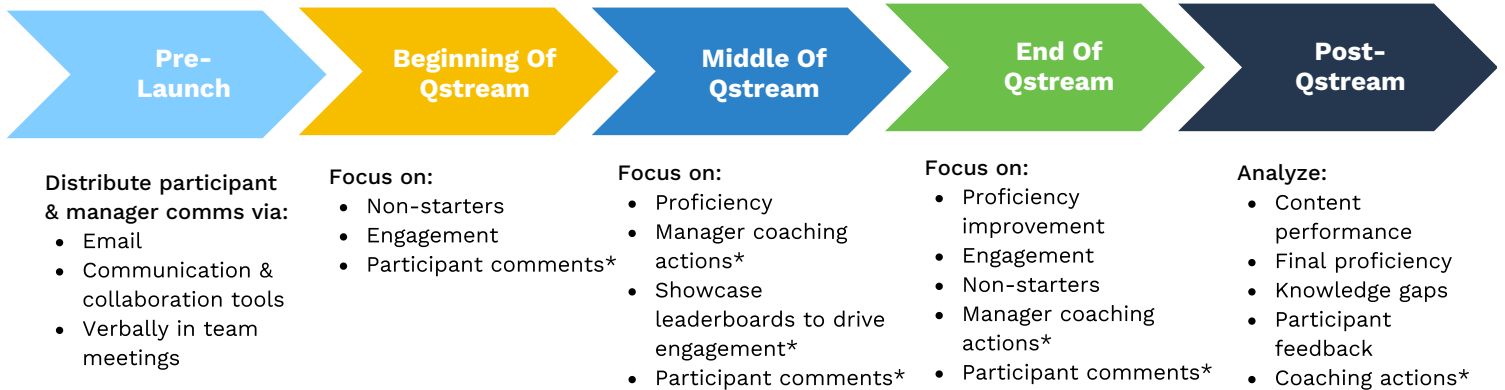 Pre-
Launch
Beginning Of
Qstream
Middle Of
Qstream
End Of
Qstream
Post-
Qstream
Distribute participant
& manager comms via:
• Email
• Communication &
collaboration tools
• Verbally in team
meetings
Focus on:
• Non-starters
• Engagement
• Participant comments*
Focus on:
• Proficiency
• Manager coaching
actions*
• Showcase
leaderboards to drive
engagement*
• Participant comments*
Focus on:
• Proficiency
improvement
• Engagement
• Non-starters
• Manager coaching
actions*
• Participant comments*
Analyze:
• Content
performance
• Final proficiency
• Knowledge gaps
• Participant
feedback
• Coaching actions*